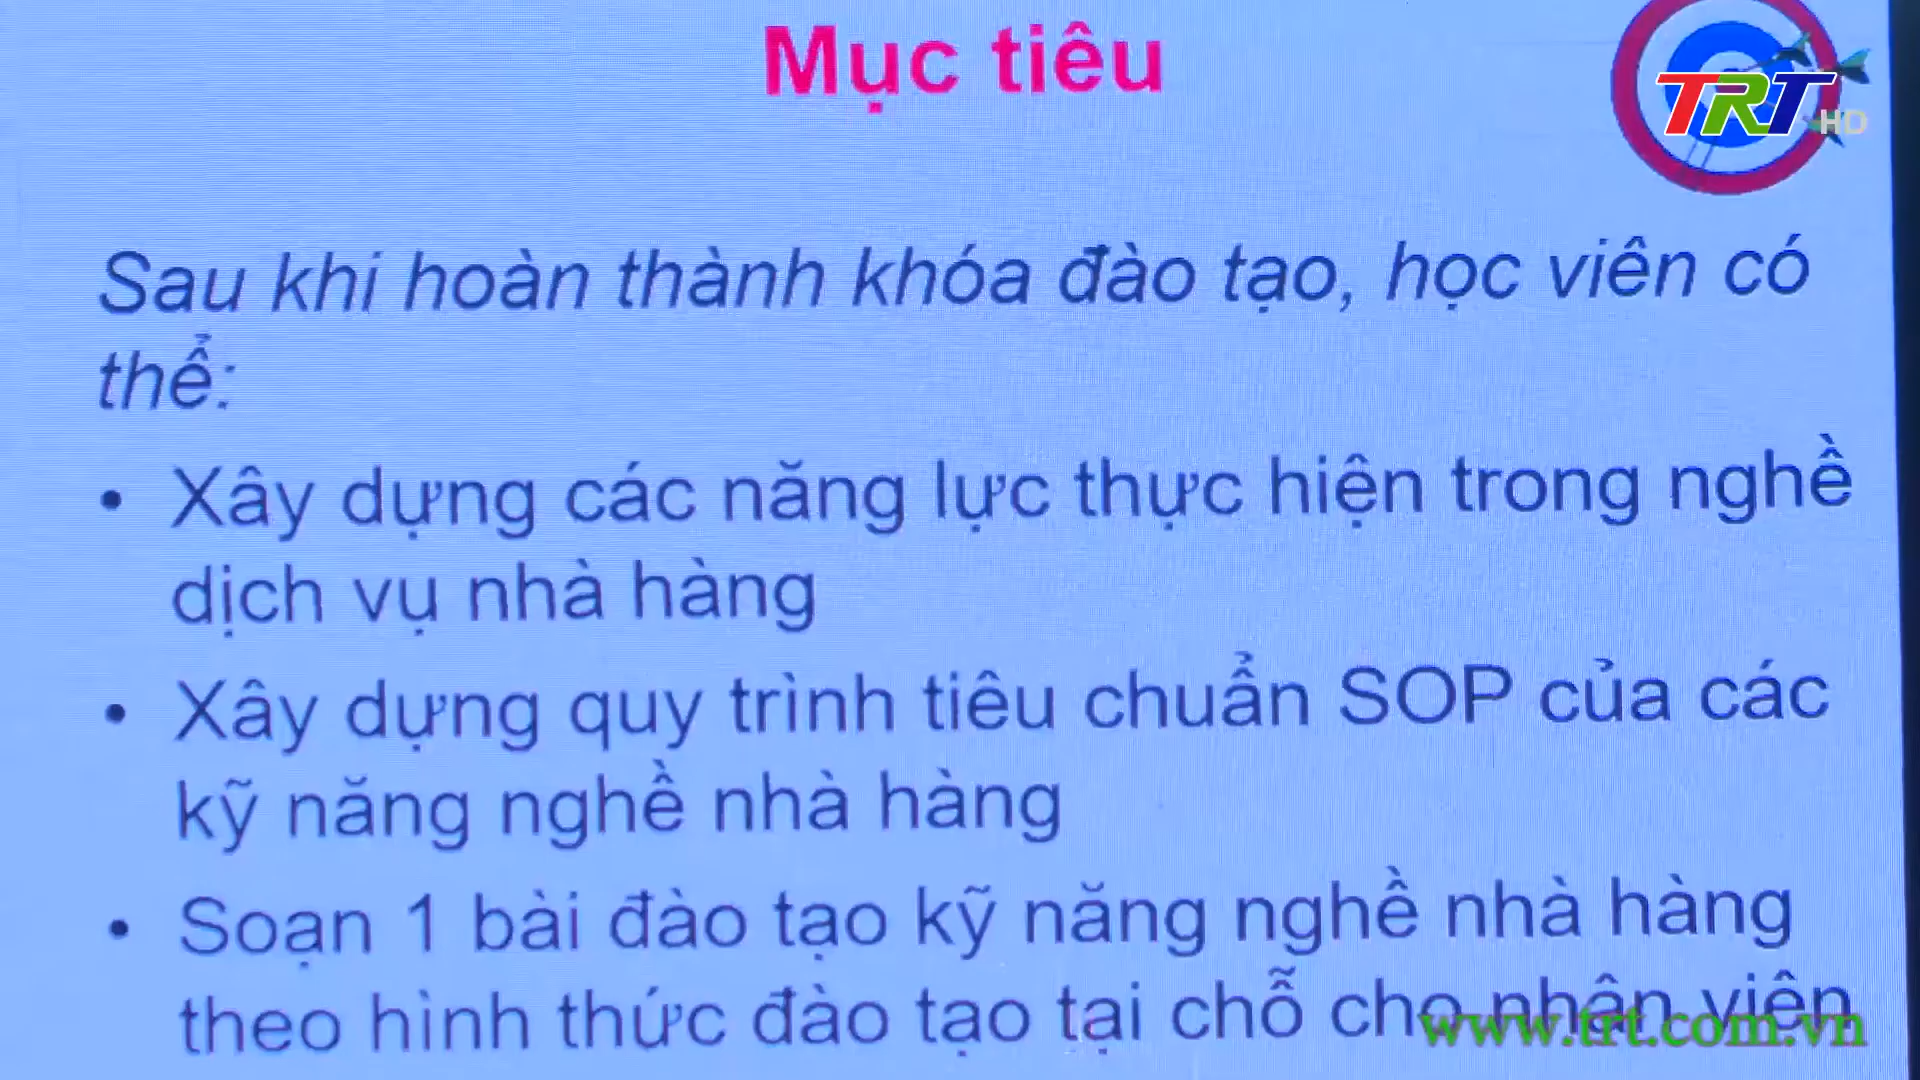 Mục tiêu
TRT
HD
Sau khi hoàn thành khóa đào tạo, học viên có
thể:
• Xây dựng các năng lực thực hiện trong nghề
dịch vụ nhà hàng
• Xây dựng quy trình tiêu chuẩn SOP của các
kỹ năng nghề nhà hàng
• Soạn 1 bài đào tạo kỹ năng nghề nhà hàng
theo hình thức đào tạo tại chỗ cho nhân viên
www.trt.com.vn